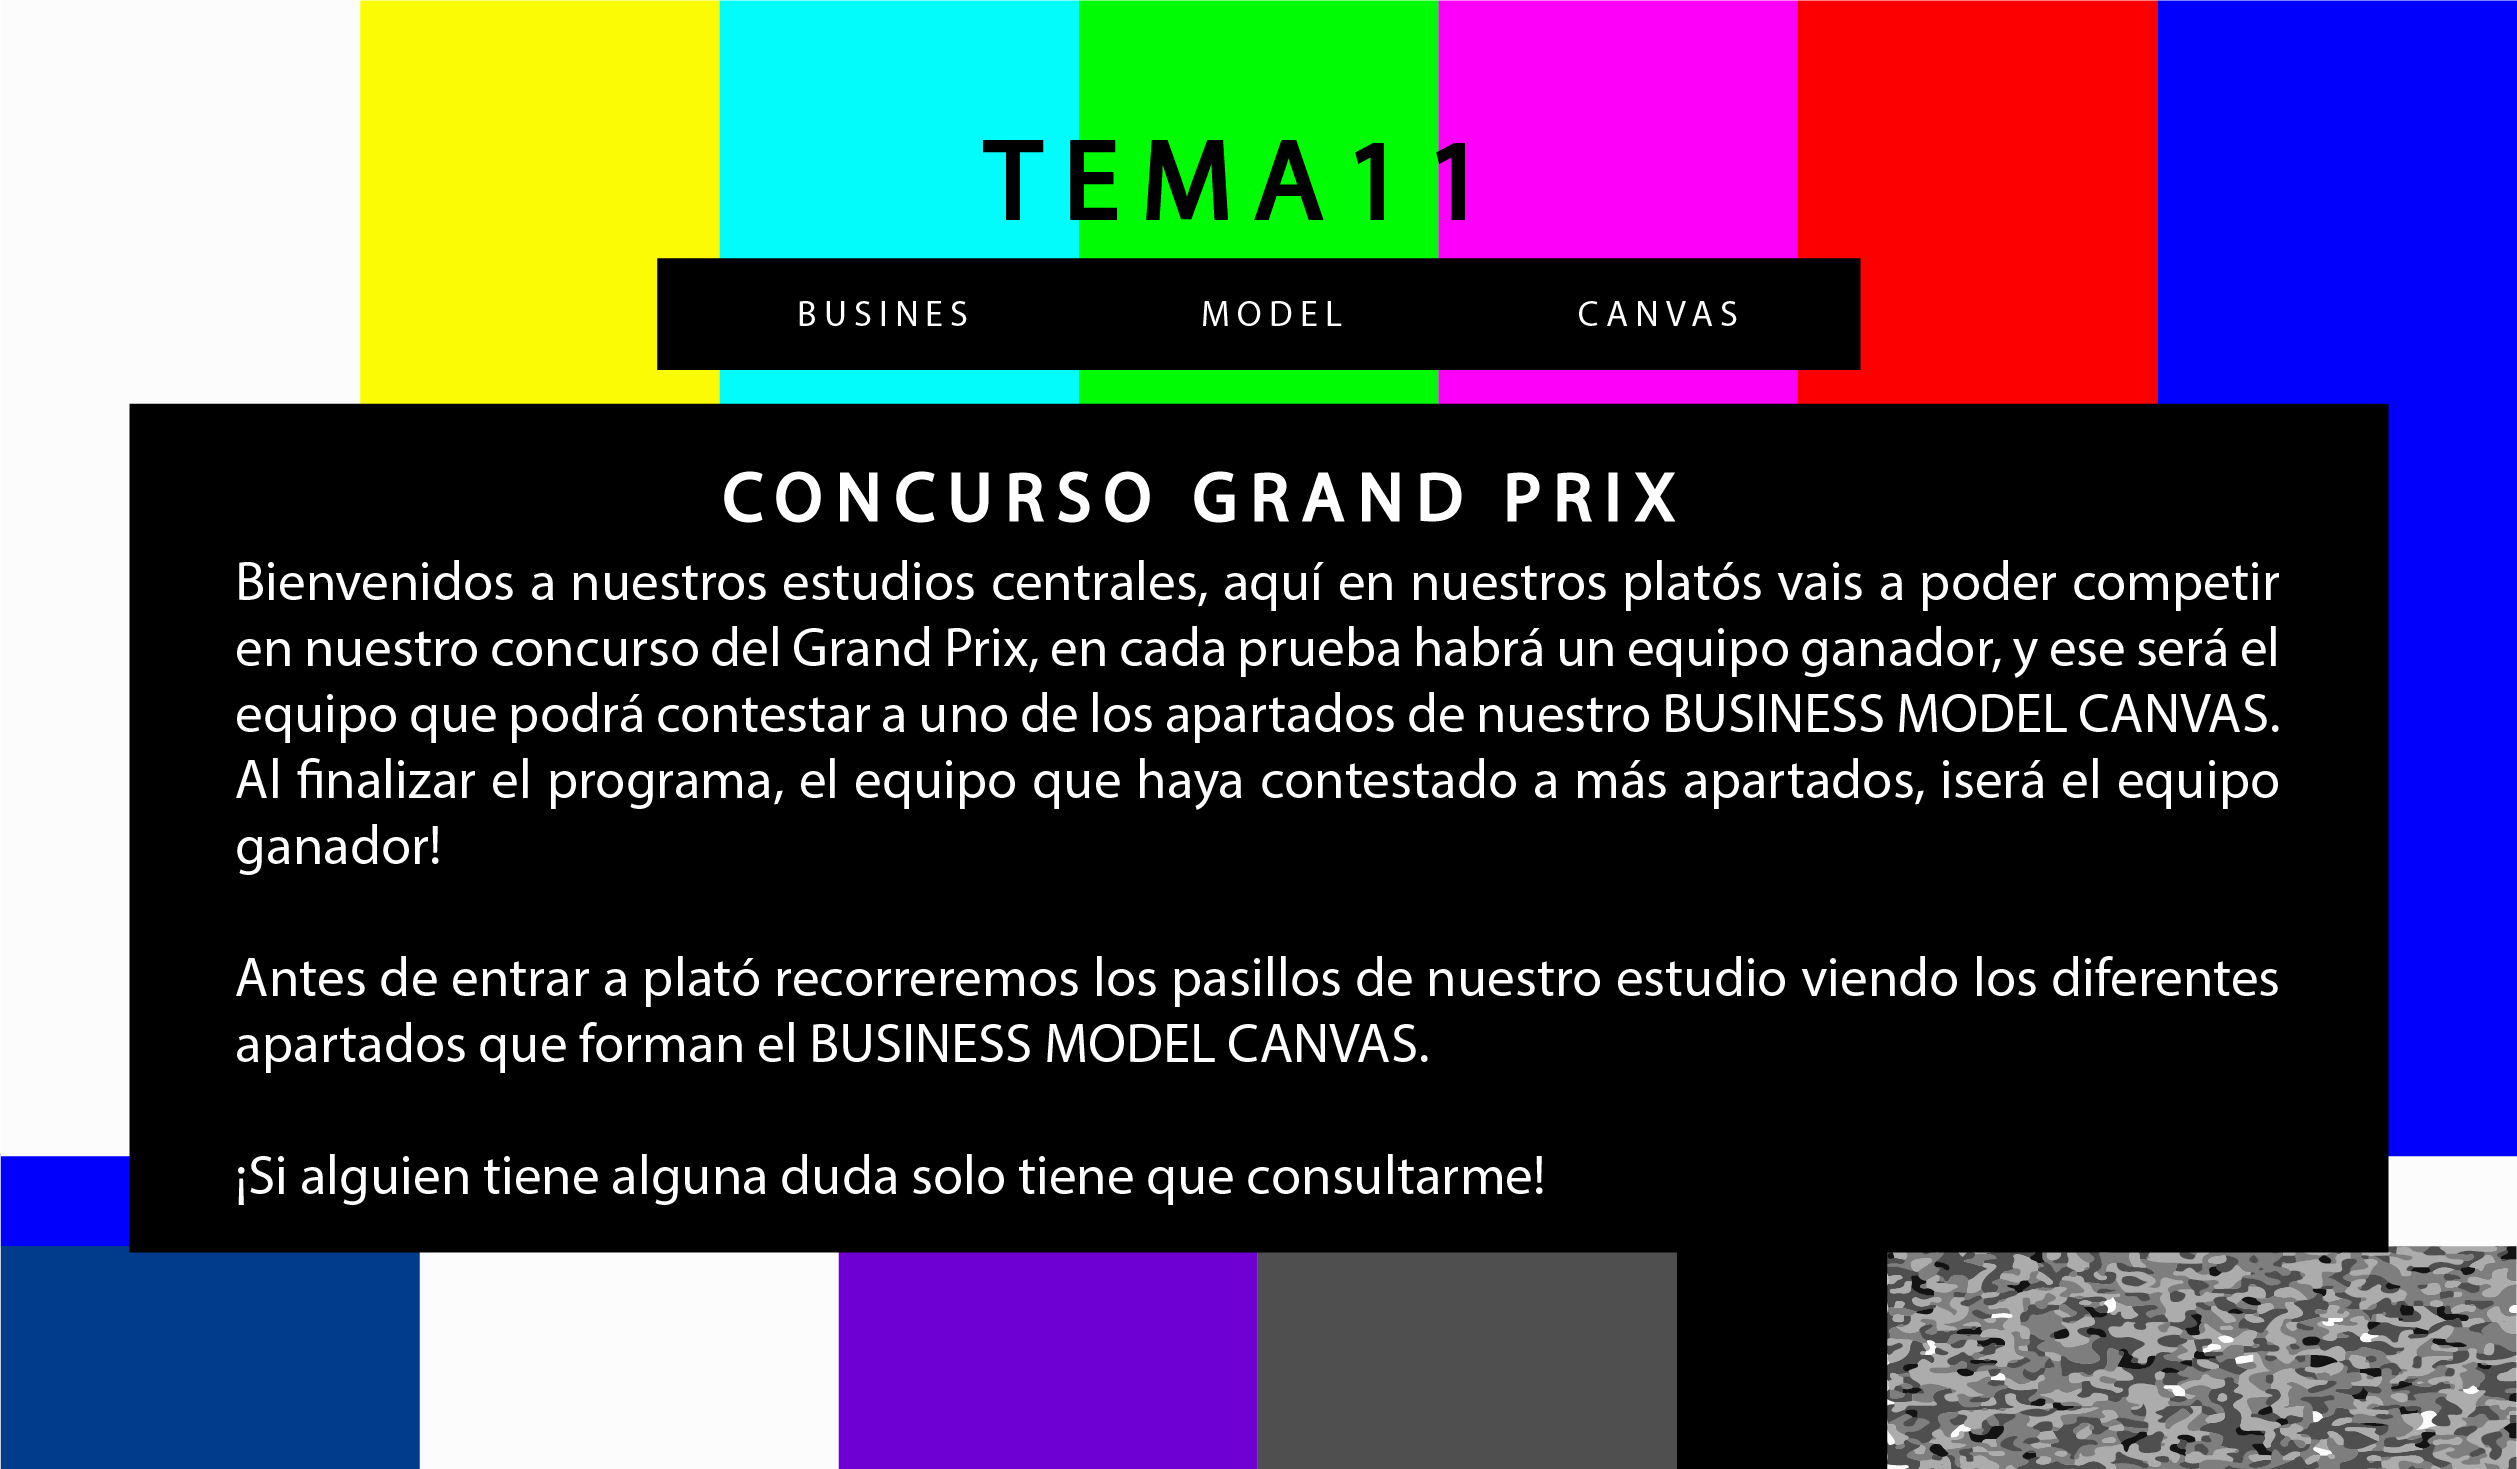 TEMA11
BUSINES MODEL CANVAS
CONCURSO GRAND PRIX
Bienvenidos a nuestros estudios centrales, aquí en nuestros platós vais a poder competir
en nuestro concurso del Grand Prix, en cada prueba habrá un equipo ganador, y ese será el
equipo que podrá contestar a uno de los apartados de nuestro BUSINESS MODEL CANVAS.
Al finalizar el programa, el equipo que haya contestado a más apartados, iserá el equipo
ganador!
Antes de entrar a plató recorreremos los pasillos de nuestro estudio viendo los diferentes
apartados que forman el BUSINESS MODEL CANVAS.
¡Si alguien tiene alguna duda solo tiene que consultarme!